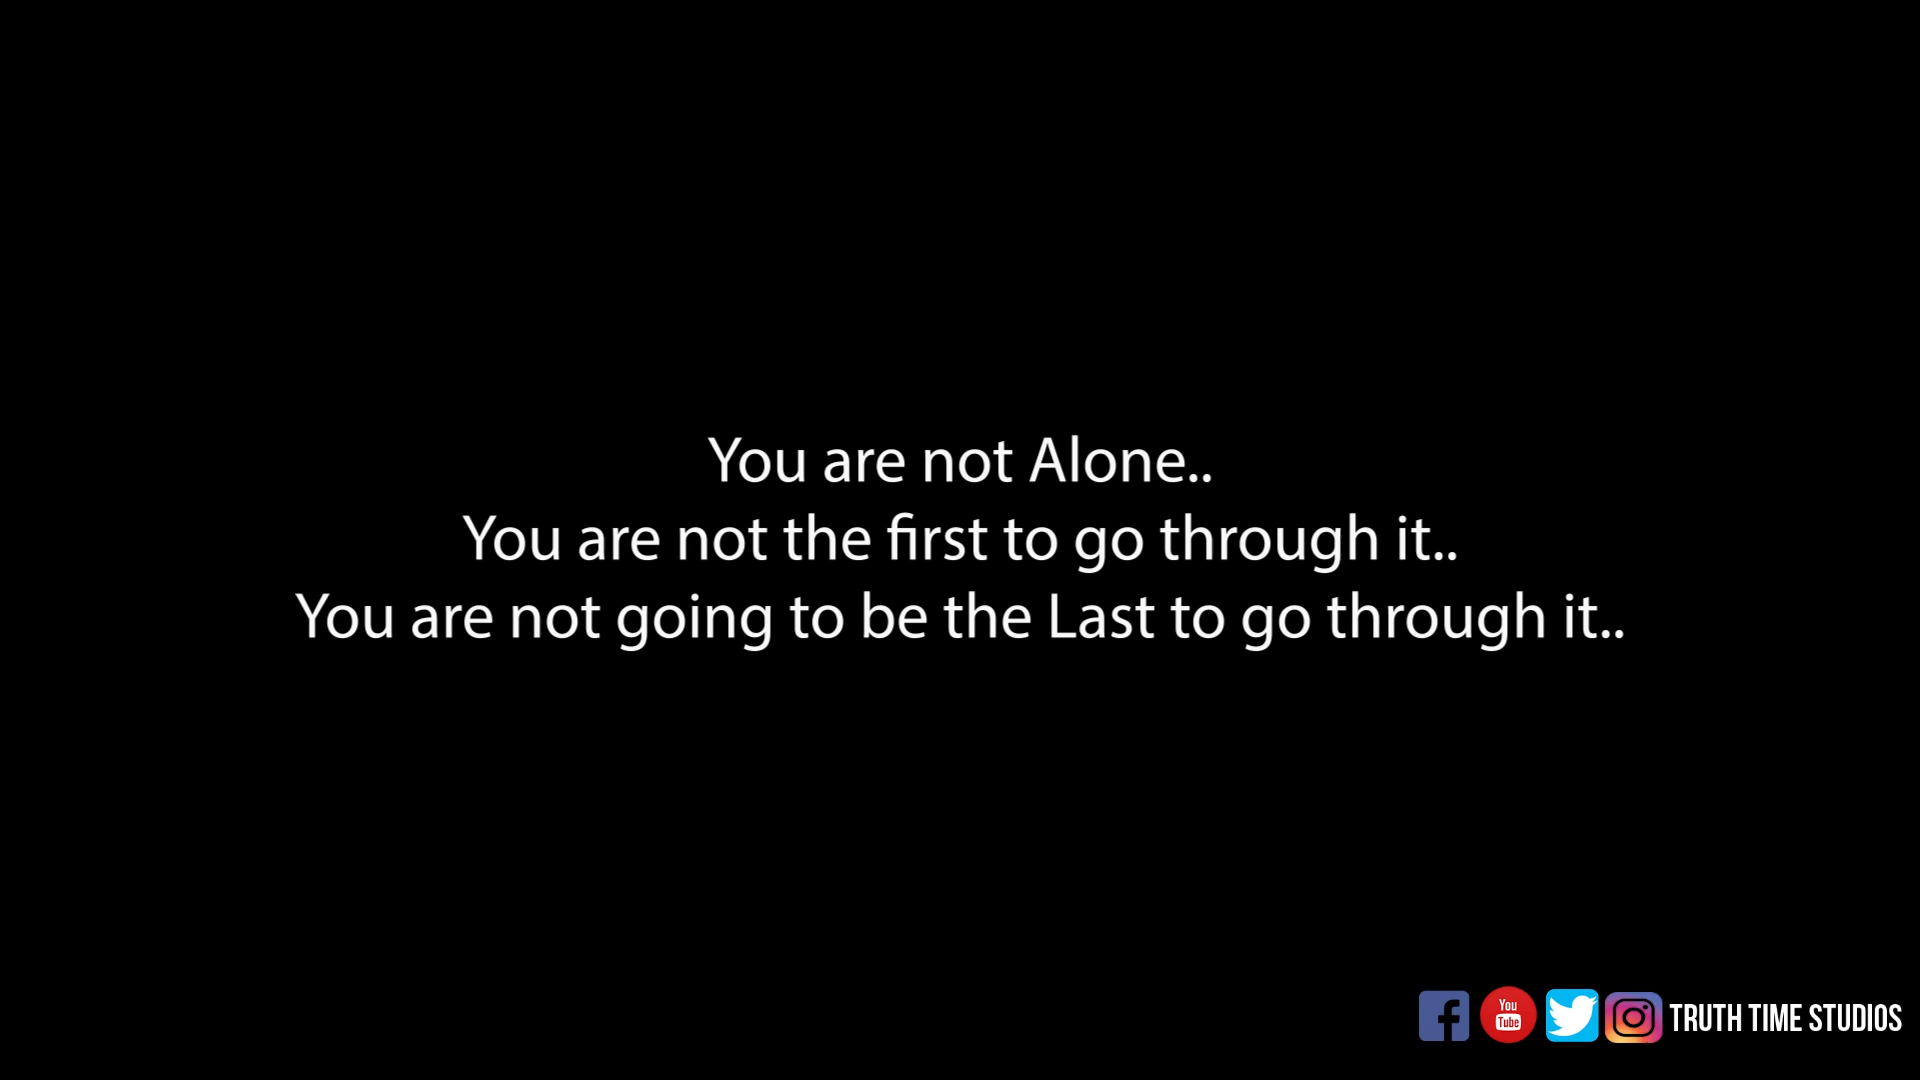 You are not Alone..
You are not the first to go through it..
You are not going to be the Last to go through it..
You
Tube
TRUTH TIME STUDIOS